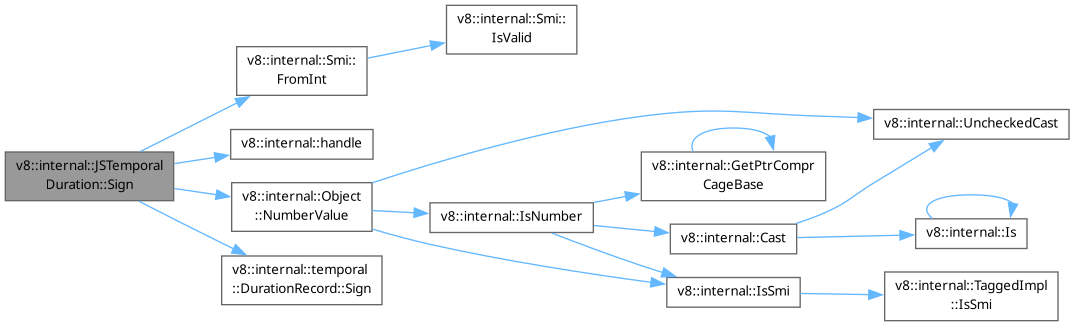 v8::internal::JSTemporal
Duration::Sign
v8::internal::Smi::
FromInt
v8::internal::Smi::
IsValid
v8::internal::handle
v8::internal::Object
::NumberValue
v8::internal::temporal
::DurationRecord::Sign
v8::internal::IsNumber
v8::internal::GetPtrCompr
CageBase
v8::internal::Cast
v8::internal::IsSmi
v8::internal::UncheckedCast
v8::internal::Is
v8::internal::TaggedImpl
::IsSmi